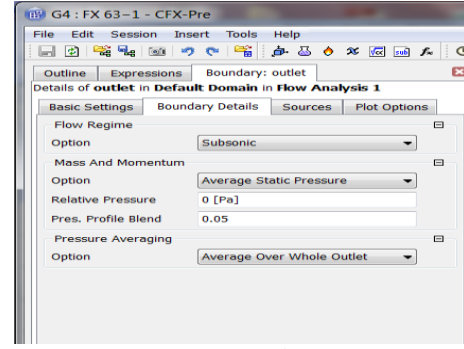 G4 : FX 63-1 - CFX-Pre
File Edit Session Insert Tools Help
Outline Expressions Boundary: outlet
Details of outlet in Default Domain in Flow Analysis 1
Basic Settings Boundary Details Sources Plot Options
Flow Regime
Option Subsonic
Mass And Momentum
Option Average Static Pressure
Relative Pressure 0 [Pa]
Pres. Profile Blend 0.05
Pressure Averaging
Option Average Over Whole Outlet